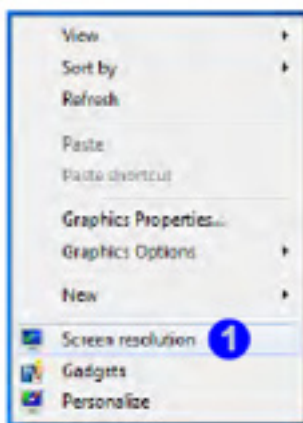 View
Sort by
Refresh
Paste
Paste shortcut
Graphics Properties...
Graphics Options
New
Screen resolution 1
Gadgets
Personalize